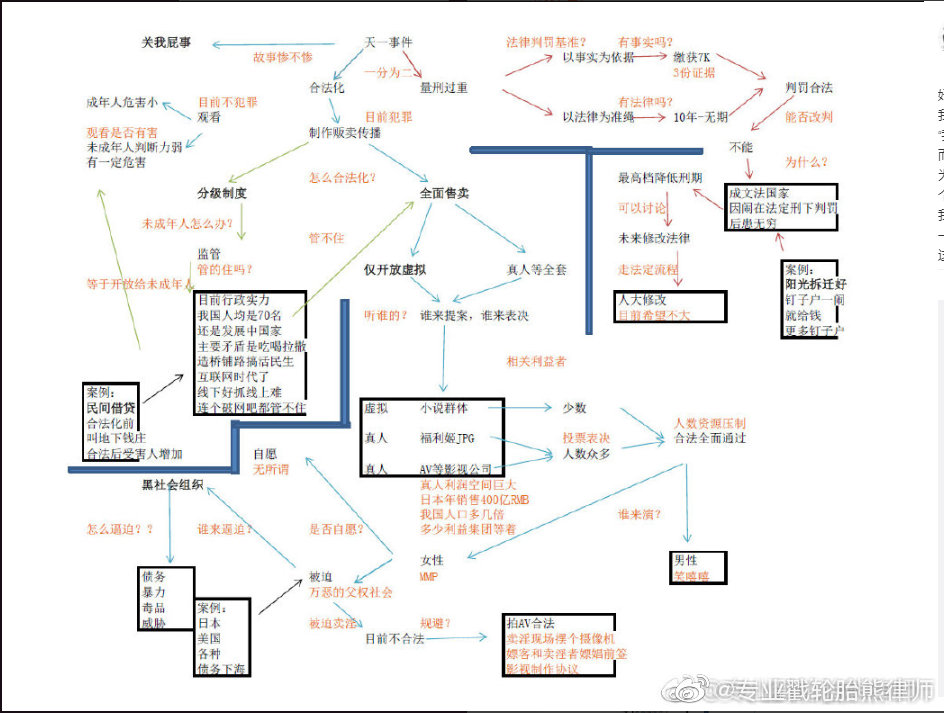 关我屁事
天一事件
故事惨不惨
一分为二
合法化
量刑过重
法律判罚基准？
以事实为依据
有事实吗？
缴获7K
3份证据
判罚合法
以法律为准绳
有法律吗？
10年-无期
能否改判
不能
为什么？
成年人危害小
目前不犯罪
观看
观看是否有害
未成年人判断力弱
有一定危害
目前犯罪
制作贩卖传播
怎么合法化？
分级制度
全面售卖
最高档降低刑期
可以讨论
未来修改法律
走法定流程
人大修改
目前希望不大
成文法国家
因闹在法定刑下判罚
后患无穷
案例：
阳光拆迁好
钉子户一闹
就给钱
更多钉子户
未成年人怎么办？
监管
管的住吗？
管不住
等于开放给未成年人
目前行政实力
我国人均是70名
还是发展中国家
主要矛盾是吃喝拉撒
造桥铺路搞活民生
互联网时代了
线下好抓线上难
连个破网吧都管不住
仅开放虚拟
真人等全套
听谁的？
谁来提案，谁来表决
相关利益者
案例：
民间借贷
合法化前
叫地下钱庄
合法后受害人增加
虚拟
小说群体
真人
福利姬JPG
真人
AV等影视公司
真人利润空间巨大
日本年销售400亿RMB
我国人口多几倍
多少利益集团等着
少数
投票表决
人数众多
人数资源压制
合法全面通过
谁来演？
男性
笑嘻嘻
女性
MMP
自愿
无所谓
是否自愿？
黑社会组织
怎么逼迫？？
谁来逼迫？
债务
暴力
毒品
威胁
案例：
日本
美国
各种
债务下海
被迫
万恶的父权社会
被迫卖淫
目前不合法
规避？
拍AV合法
卖淫现场摆个摄像机
嫖客和卖淫者嫖娼前签
影视制作协议
@专业戳轮胎熊律师